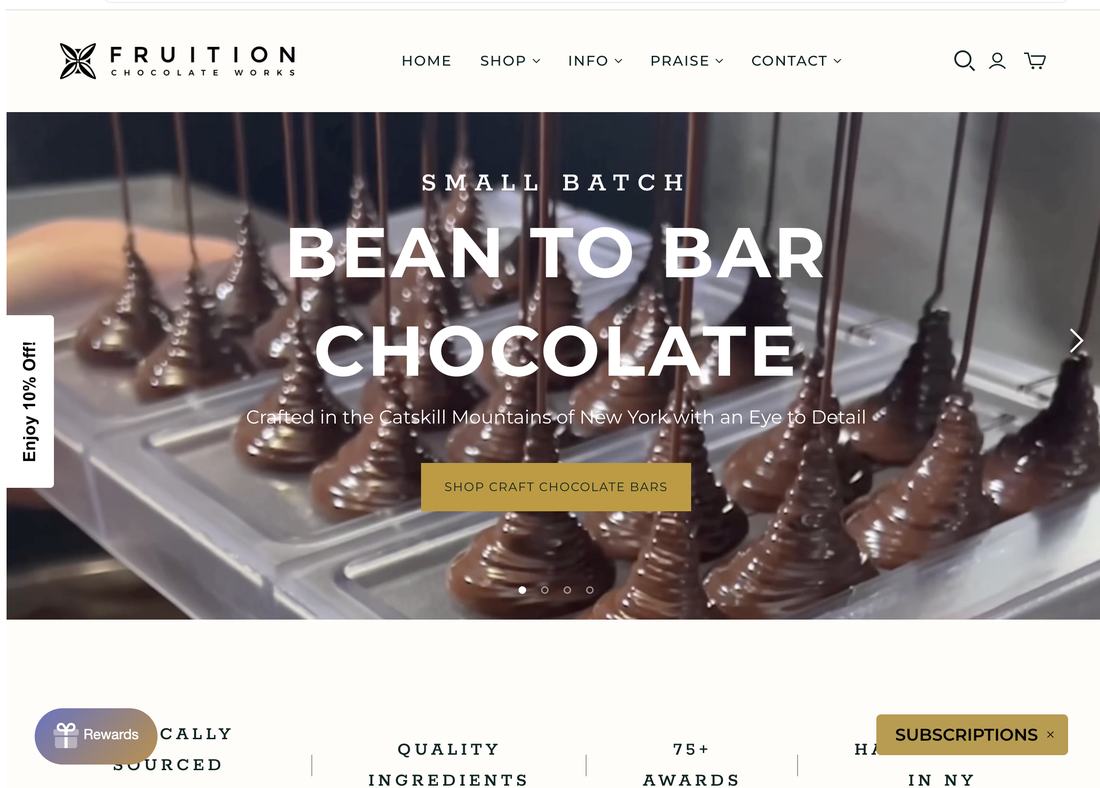 FRUITION
CHOCOLATE WORKS
HOME SHOP INFO PRAISE CONTACT
SMALL BATCH
BEAN TO BAR
CHOCOLATE
Crafted in the Catskill Mountains of New York with an Eye to Detail
SHOP CRAFT CHOCOLATE BARS
Enjoy 10% Off!
Rewards
SOURCED
QUALITY
INGREDIENTS
75+
AWARDS
IN NY
SUBSCRIPTIONS ×